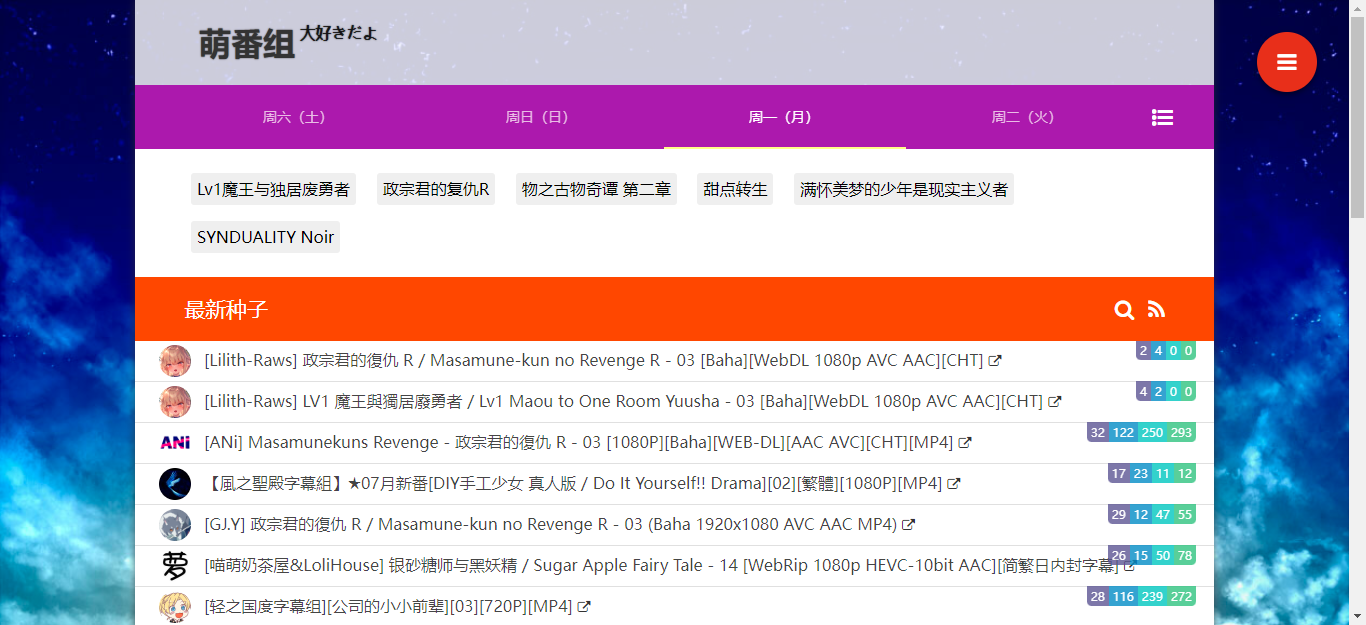 萌番组 大好きだよ
周六（土） 周日（日） 周一（月） 周二（火）
Lv1魔王与独居废勇者 政宗君的复仇R 物之古物奇谭 第二章 甜点转生 满怀美梦的少年是现实主义者
SYNDUALITY Noir
最新种子
[Lilith-Raws] 政宗君的復仇 R / Masamune-kun no Revenge R - 03 [Baha][WebDL 1080p AVC AAC][CHT] 2 4 0 0
[Lilith-Raws] LV1 魔王與獨居廢勇者 / Lv1 Maou to One Room Yuusha - 03 [Baha][WebDL 1080p AVC AAC][CHT] 4 2 0 0
ANi [ANi] Masamunekuns Revenge - 政宗君的復仇 R - 03 [1080P][Baha][WEB-DL][AAC AVC][CHT][MP4] 32 122 250 293
【風之聖殿字幕組】★07月新番[DIY手工少女 真人版 / Do It Yourself!! Drama][02][繁體][1080P][MP4] 17 23 11 12
[GJ.Y] 政宗君的復仇 R / Masamune-kun no Revenge R - 03 (Baha 1920x1080 AVC AAC MP4) 29 12 47 55
萝 [喵萌奶茶屋&LoliHouse] 银砂糖师与黑妖精 / Sugar Apple Fairy Tale - 14 [WebRip 1080p HEVC-10bit AAC][简繁日内封字幕] 26 15 50 78
[轻之国度字幕组][公司的小小前辈][03][720P][MP4] 28 116 239 272